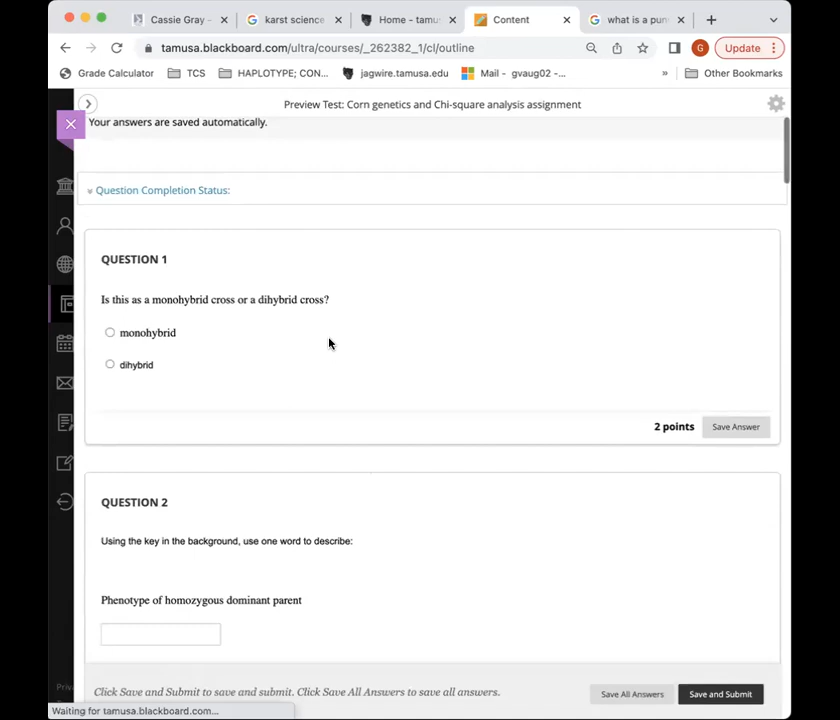 Cassie Gray -
karst science
Home - tamus
Content
what is a pun
tamusa.blackboard.com/ultra/courses/_262382_1/cl/outline
G
Update
Grade Calculator
TCS
HAPLOTYPE; CON...
jagwire.tamusa.edu
Mail - gvaug02 -...
»
Other Bookmarks
Preview Test: Corn genetics and Chi-square analysis assignment
Your answers are saved automatically.
Question Completion Status:
QUESTION 1
Is this as a monohybrid cross or a dihybrid cross?
monohybrid
dihybrid
2 points
Save Answer
QUESTION 2
Using the key in the background, use one word to describe:
Phenotype of homozygous dominant parent
Click Save and Submit to save and submit. Click Save All Answers to save all answers.
Save All Answers
Save and Submit
Priv
Waiting for tamusa.blackboard.com...